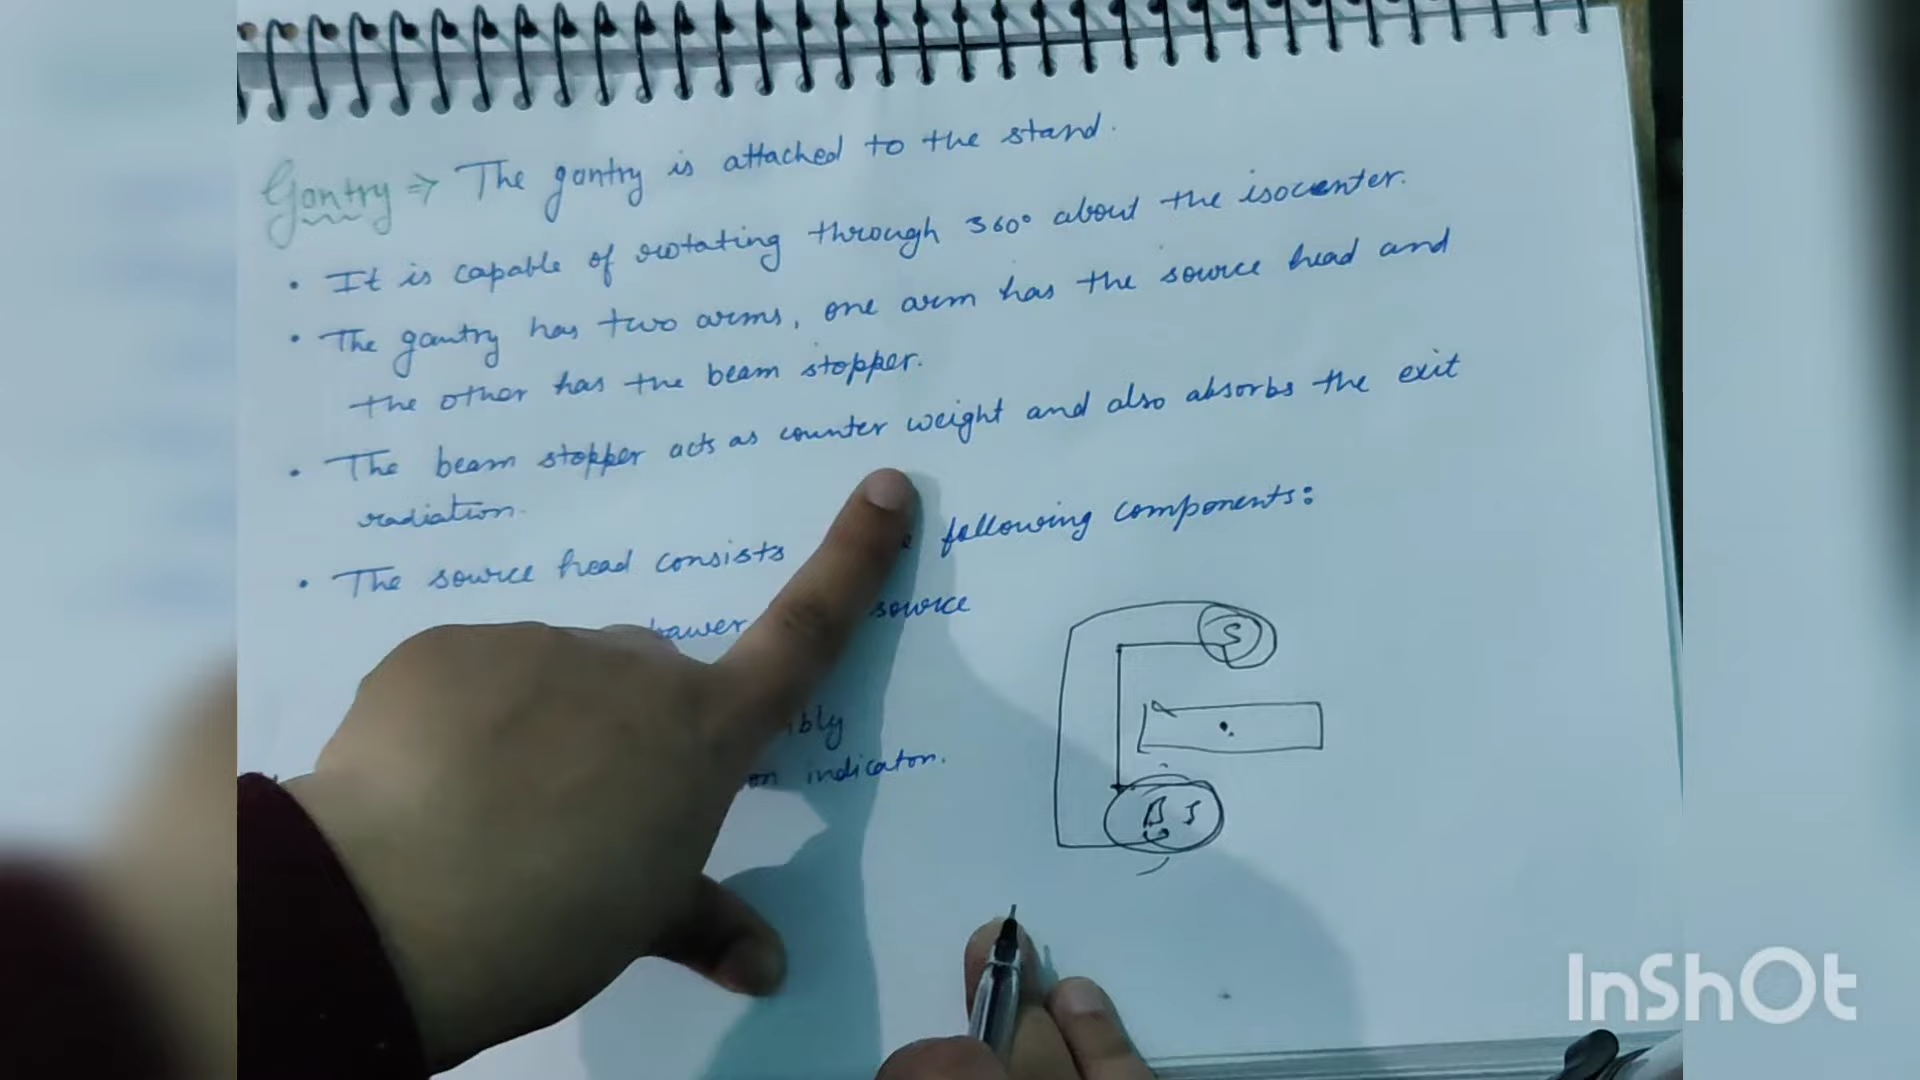 Gantry ⇒ The gantry is attached to the stand.
• It is capable of rotating through 360° about the isocenter.
• The gantry has two arms, one arm has the source head and
the other has the beam stopper.
• The beam stopper acts as counter weight and also absorbs the exit
radiation.
• The source head consists following components:
source
indicaton.
S
B S
InShOt